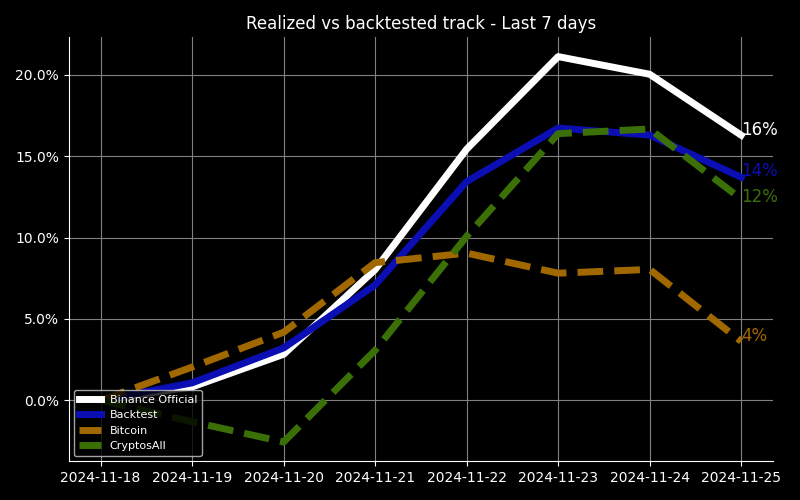 Realized vs backtested track - Last 7 days
20.0%
15.0%
10.0%
5.0%
0.0%
16%
14%
12%
4%
Binance Official
Backtest
Bitcoin
CryptosAll
2024-11-18 2024-11-19 2024-11-20 2024-11-21 2024-11-22 2024-11-23 2024-11-24 2024-11-25